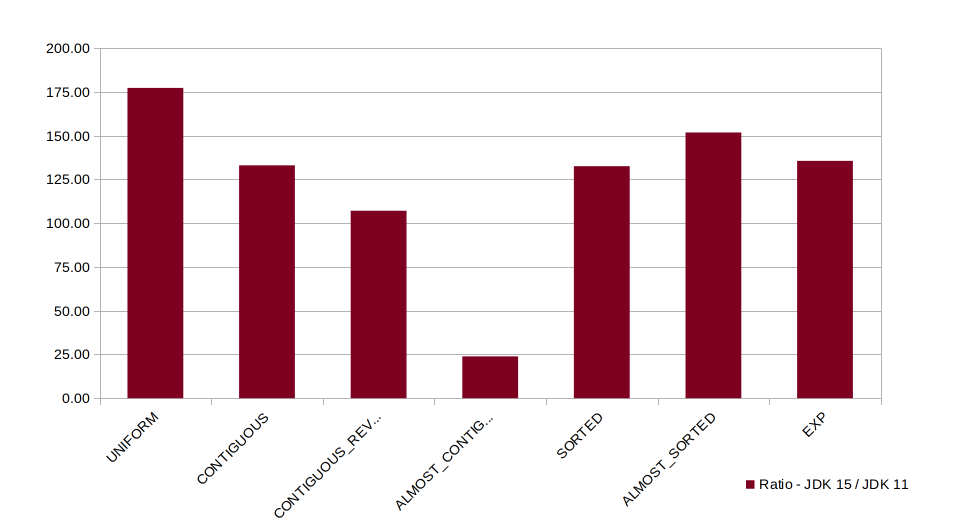 200.00
175.00
150.00
125.00
100.00
75.00
50.00
25.00
0.00
UNIFORM
CONTIGUOUS
CONTIGUOUS_REV...
ALMOST_CONTIG...
SORTED
ALMOST_SORTED
EXP
Ratio - JDK 15 / JDK 11